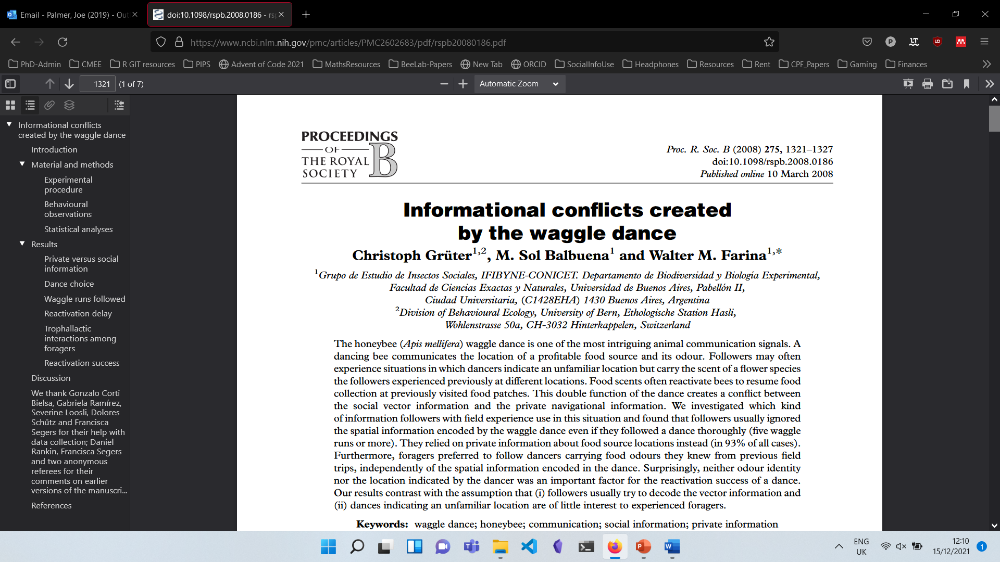 Email - Palmer, Joe (2019) - Out
doi:10.1098/rspb.2008.0186 - rs
https://www.ncbi.nlm.nih.gov/pmc/articles/PMC2602683/pdf/rspb20080186.pdf
PhD-Admin CMEE R GIT resources PIPS Advent of Code 2021 MathsResources BeeLab-Papers New Tab ORCID SocialInfoUse Headphones Resources Rent CPF_Papers Gaming Finances
1321 (1 of 7) Automatic Zoom
Informational conflicts
created by the waggle dance
Introduction
Material and methods
Experimental
procedure
Behavioural
observations
Statistical analyses
Results
Private versus social
information
Dance choice
Waggle runs followed
Reactivation delay
Trophallactic
interactions among
foragers
Reactivation success
Discussion
We thank Gonzalo Corti
Bielsa, Gabriela Ramírez,
Severine Loosli, Dolores
Schütz and Francisca
Segers for their help with
data collection; Daniel
Rankin, Francisca Segers
and two anonymous
referees for their
comments on earlier
versions of the manuscri...
References
PROCEEDINGS
OF
THE ROYAL
SOCIETY
B
Proc. R. Soc. B (2008) 275, 1321–1327
doi:10.1098/rspb.2008.0186
Published online 10 March 2008
Informational conflicts created
by the waggle dance
Christoph Grüter1,2, M. Sol Balbuena1 and Walter M. Farina1,*
1Grupo de Estudio de Insectos Sociales, IFIBYNE-CONICET. Departamento de Biodiversidad y Biología Experimental,
Facultad de Ciencias Exactas y Naturales, Universidad de Buenos Aires, Pabellón II,
Ciudad Universitaria, (C1428EHA) 1430 Buenos Aires, Argentina
2Division of Behavioural Ecology, University of Bern, Ethologische Station Hasli,
Wohlenstrasse 50a, CH-3032 Hinterkappelen, Switzerland
The honeybee (Apis mellifera) waggle dance is one of the most intriguing animal communication signals. A
dancing bee communicates the location of a profitable food source and its odour. Followers may often
experience situations in which dancers indicate an unfamiliar location but carry the scent of a flower species
the followers experienced previously at different locations. Food scents often reactivate bees to resume food
collection at previously visited food patches. This double function of the dance creates a conflict between
the social vector information and the private navigational information. We investigated which kind
of information followers with field experience use in this situation and found that followers usually ignored
the spatial information encoded by the waggle dance even if they followed a dance thoroughly (five waggle
runs or more). They relied on private information about food source locations instead (in 93% of all cases).
Furthermore, foragers preferred to follow dancers carrying food odours they knew from previous field
trips, independently of the spatial information encoded in the dance. Surprisingly, neither odour identity
nor the location indicated by the dancer was an important factor for the reactivation success of a dance.
Our results contrast with the assumption that (i) followers usually try to decode the vector information and
(ii) dances indicating an unfamiliar location are of little interest to experienced foragers.
Keywords: waggle dance; honeybee; communication; social information; private information
ENG
UK
12:10
15/12/2021
1